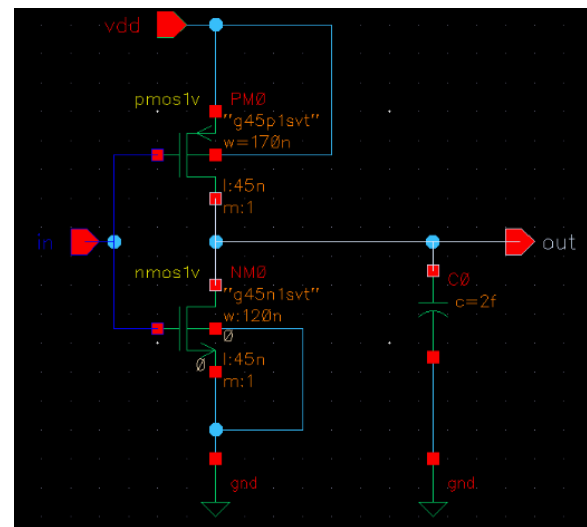 vdd
pmos1v
PM0
"g45p1svt"
w=170n
l:45n
m:1
in
out
nmos1v
NM0
"g45n1svt"
w:120n
0
0
l:45n
m:1
C0
c=2f
gnd
gnd